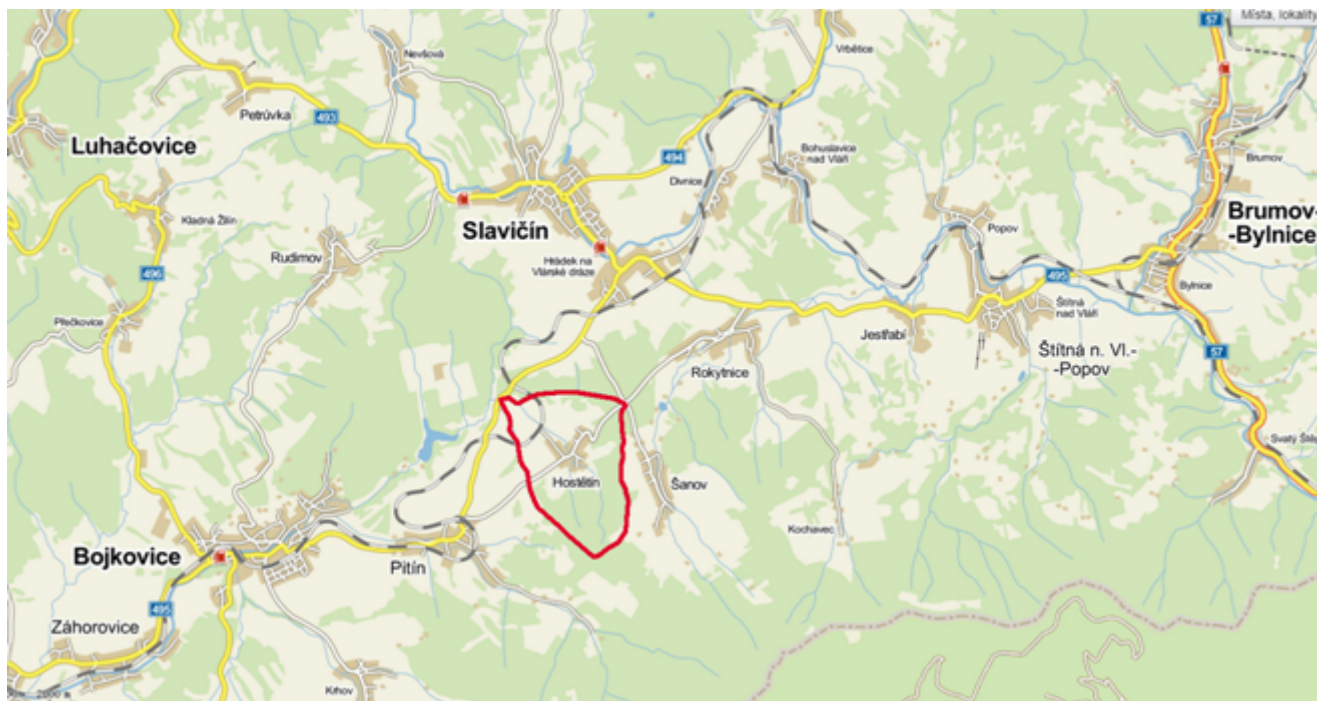 57
Místa, lokality
Nevšová
Vrbětice
Petrůvka
493
Luhačovice
494
Bohuslavice
nad Vláří
Brumov
Divnice
Kladná Žilín
Slavičín
Popov
Brumov-
-Bylnice
Rudimov
Hrádek na
Vlárské dráze
496
495
Bylnice
Přečkovice
Jestřabí
Štítná
nad Vláří
Štítná n. Vl.-
-Popov
57
Rokytnice
Svatý Ště
Hostětín
Šanov
Kochavec
Bojkovice
Pitín
495
Záhorovice
Krhov